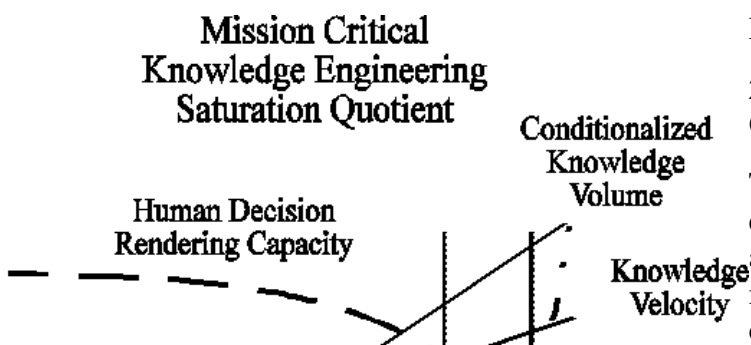 Mission Critical
Knowledge Engineering
Saturation Quotient
Conditionalized
Knowledge
Volume
Human Decision
Rendering Capacity
Knowledge
Velocity